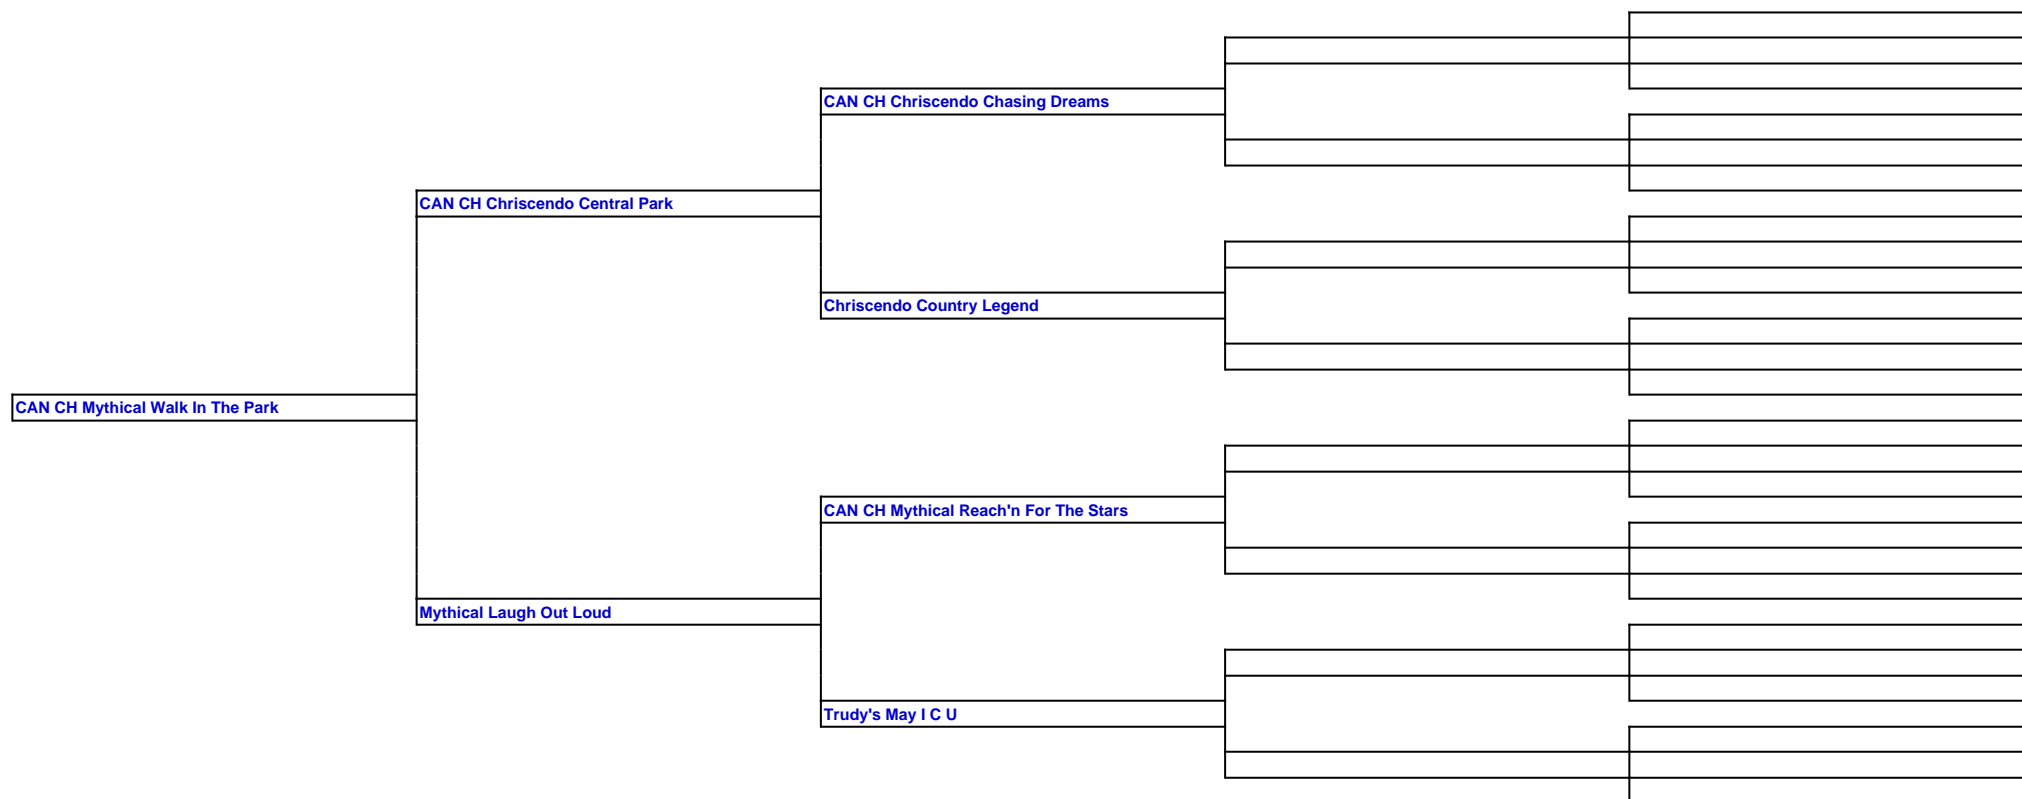 CAN CH Chriscendo Chasing Dreams
CAN CH Chriscendo Central Park
Chriscendo Country Legend
CAN CH Mythical Walk In The Park
CAN CH Mythical Reach'n For The Stars
Mythical Laugh Out Loud
Trudy's May I C U